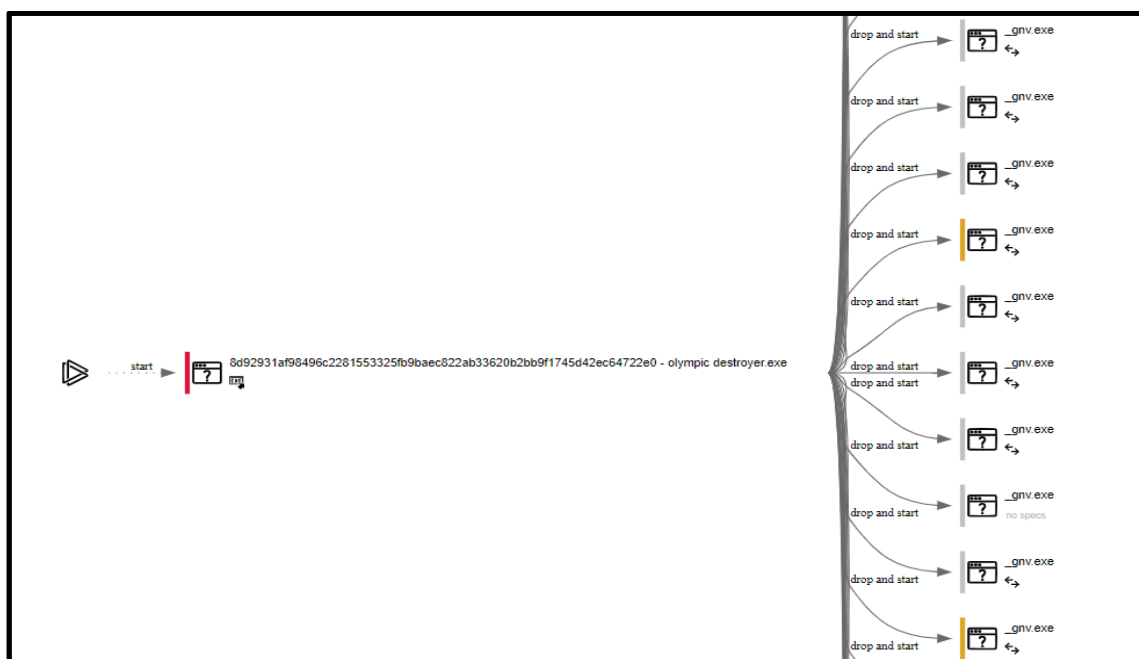 drop and start
_gnv.exe
drop and start
_gnv.exe
drop and start
_gnv.exe
drop and start
_gnv.exe
drop and start
_gnv.exe
start
8d92931af98496c2281553325fb9baec822ab33620b2bb9f1745d42ec64722e0 - olympic destroyer.exe
drop and start
_gnv.exe
drop and start
_gnv.exe
drop and start
_gnv.exe
no specs
drop and start
_gnv.exe
drop and start
_gnv.exe
drop and start